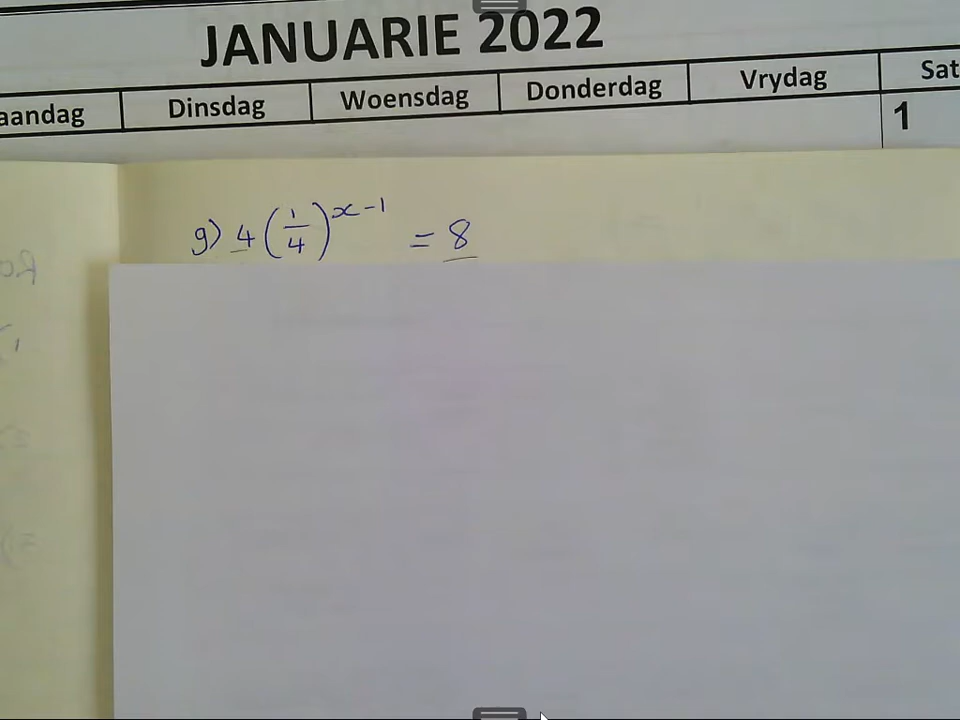 JANUARIE 2022
aandag Dinsdag Woensdag Donderdag Vrydag Sat
1
g) 4(1/4)^{x-1} = 8